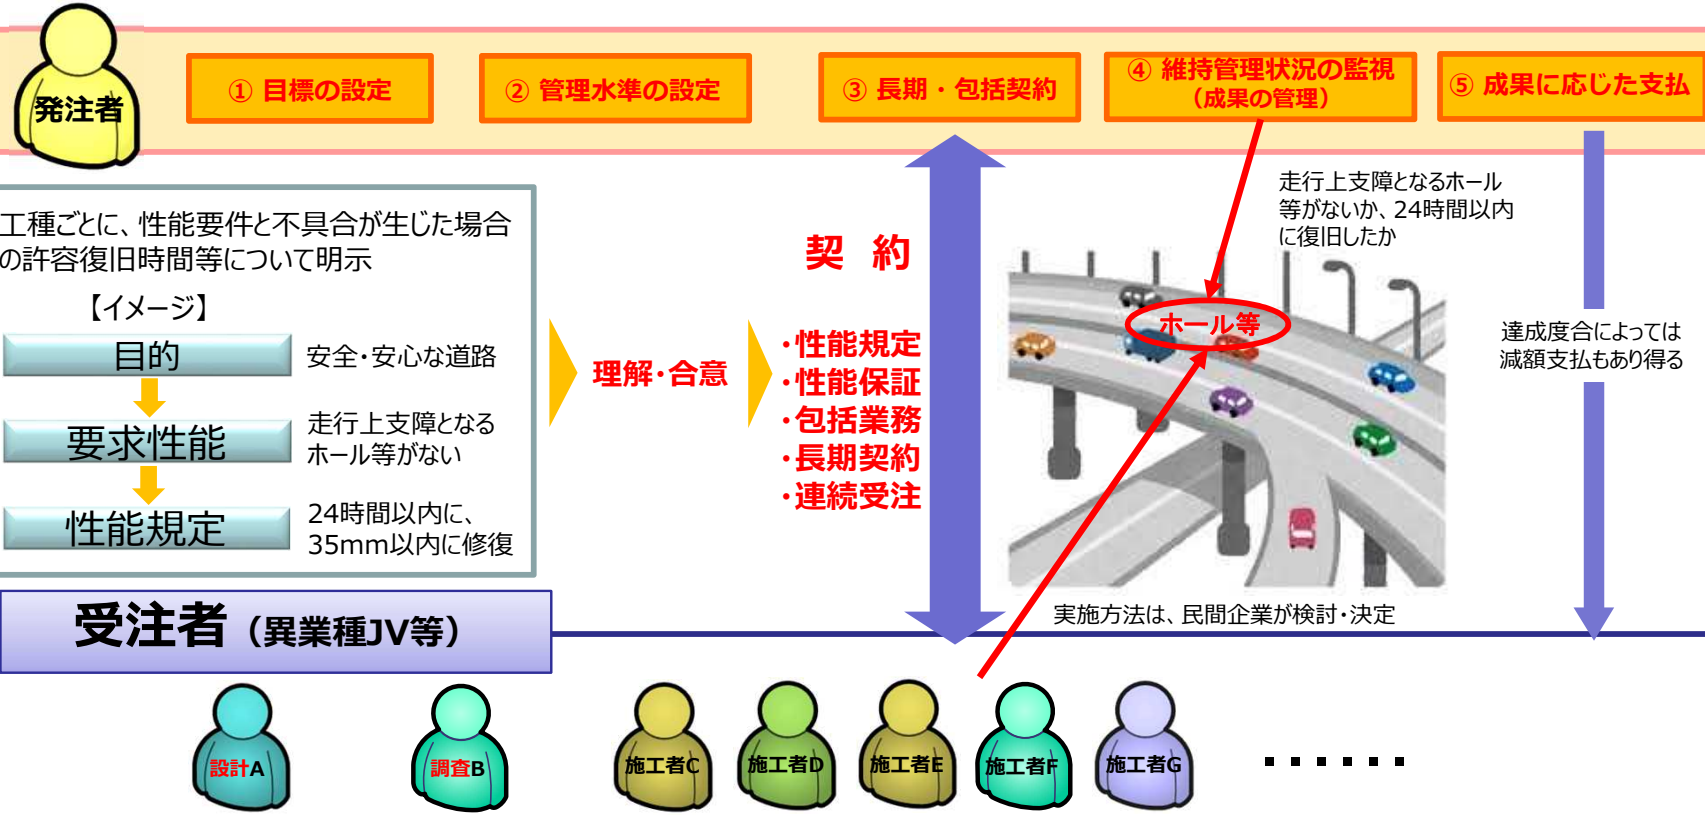 発注者
① 目標の設定
② 管理水準の設定
③ 長期・包括契約
④ 維持管理状況の監視
（成果の管理）
⑤ 成果に応じた支払
工種ごとに、性能要件と不具合が生じた場合
の許容復旧時間等について明示
【イメージ】
目的
安全・安心な道路
要求性能
走行上支障となる
ホール等がない
性能規定
24時間以内に、
35mm以内に修復
理解・合意
契 約
・性能規定
・性能保証
・包括業務
・長期契約
・連続受注
走行上支障となるホール
等がないか、24時間以内
に復旧したか
ホール等
実施方法は、民間企業が検討・決定
達成度合によっては
減額支払もあり得る
受注者（異業種JV等）
設計A
調査B
施工者C
施工者D
施工者E
施工者F
施工者G
・・・・・・